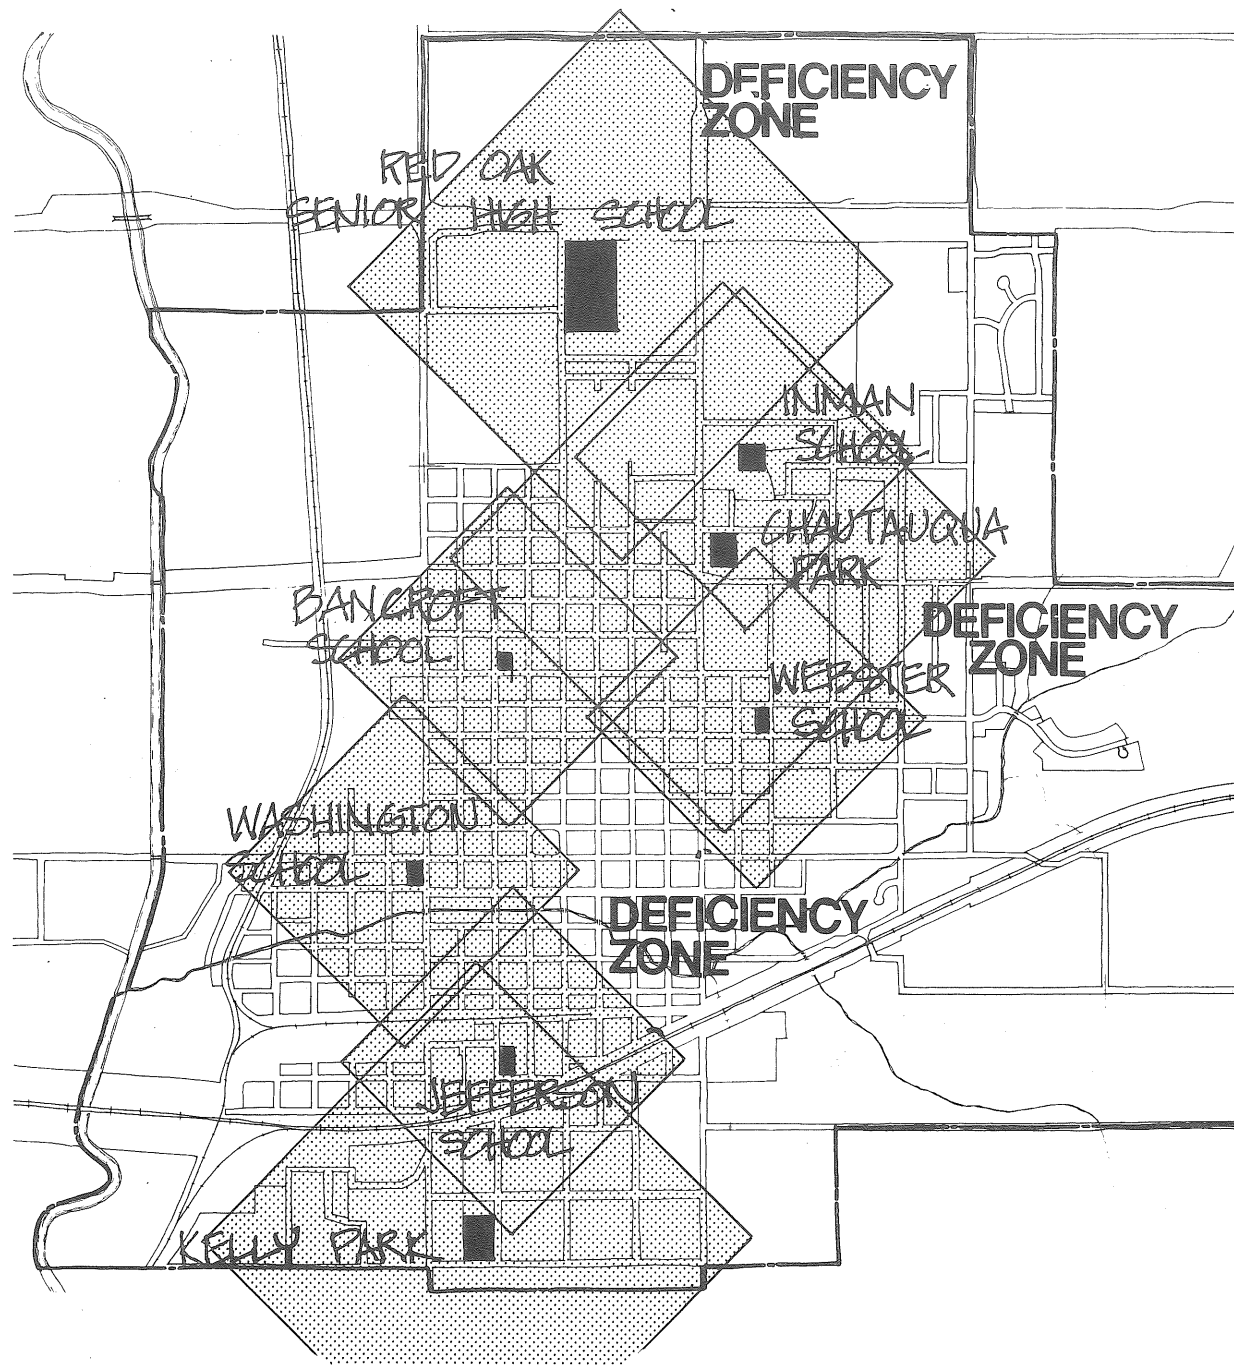 DEFICIENCY
ZONE
RED OAK
SENIOR HIGH SCHOOL
INMAN
SCHOOL
CHAUTAUQUA
PARK
BANCROFT
SCHOOL
DEFICIENCY
ZONE
WEBSTER
SCHOOL
WASHINGTON
SCHOOL
DEFICIENCY
ZONE
JEFFERSON
SCHOOL
KELLY PARK